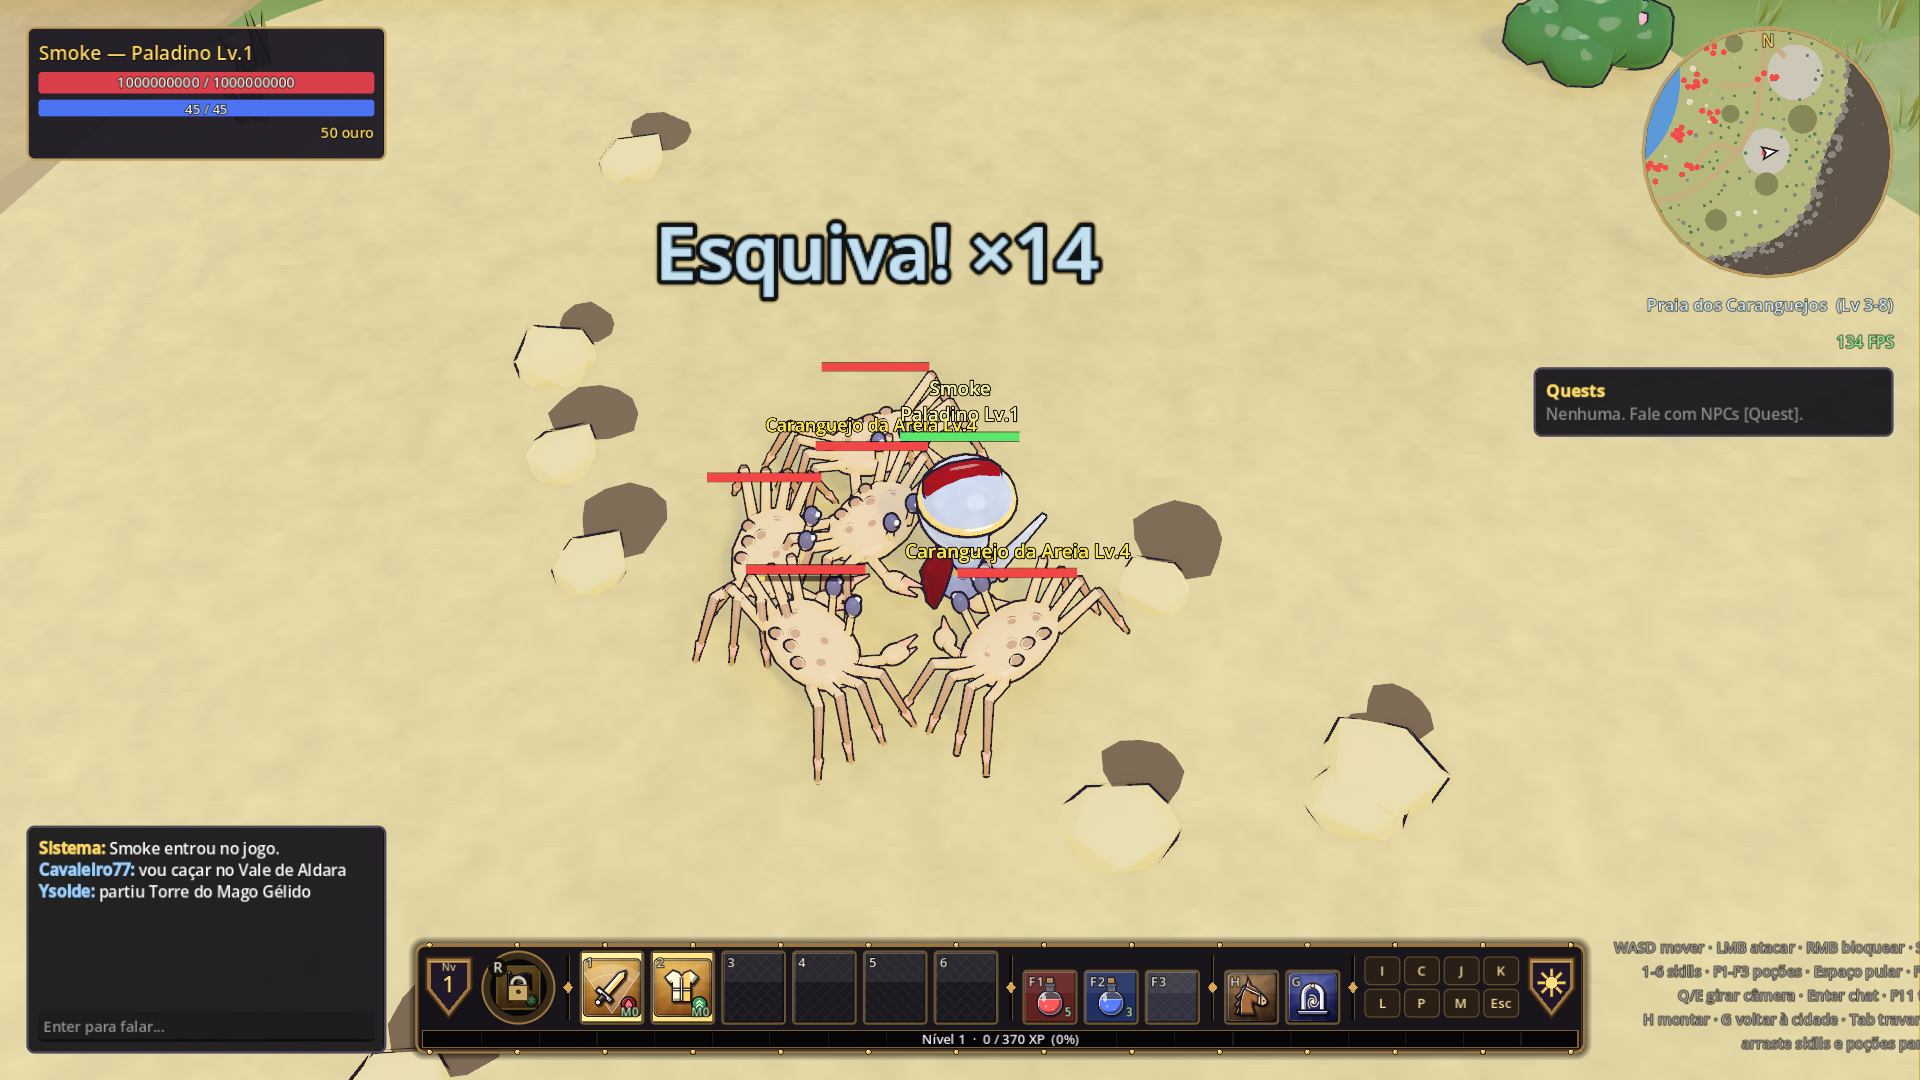 Smoke — Paladino Lv.1
1000000000 / 1000000000
45 / 45
50 ouro
N
Praia dos Caranguejos (Lv 3-8)
134 FPS
Quests
Nenhuma. Fale com NPCs [Quest].
Esquiva! ×14
Smoke
Paladino Lv.1
Caranguejo da Areia Lv.4
Caranguejo da Areia Lv.4
Sistema: Smoke entrou no jogo.
Cavaleiro77: vou caçar no Vale de Aldara
Ysolde: partiu Torre do Mago Gélido
Enter para falar...
Nv
1
R
1
M0
2
M0
3
4
5
6
F1
5
F2
3
F3
H
G
I
C
J
K
L
P
M
Esc
Nível 1 · 0 / 370 XP (0%)
WASD mover · LMB atacar · RMB bloquear ·
1-6 skills · F1-F3 poções · Espaço pular ·
Q/E girar câmera · Enter chat · F11
H montar · G voltar à cidade · Tab travar
arraste skills e poções